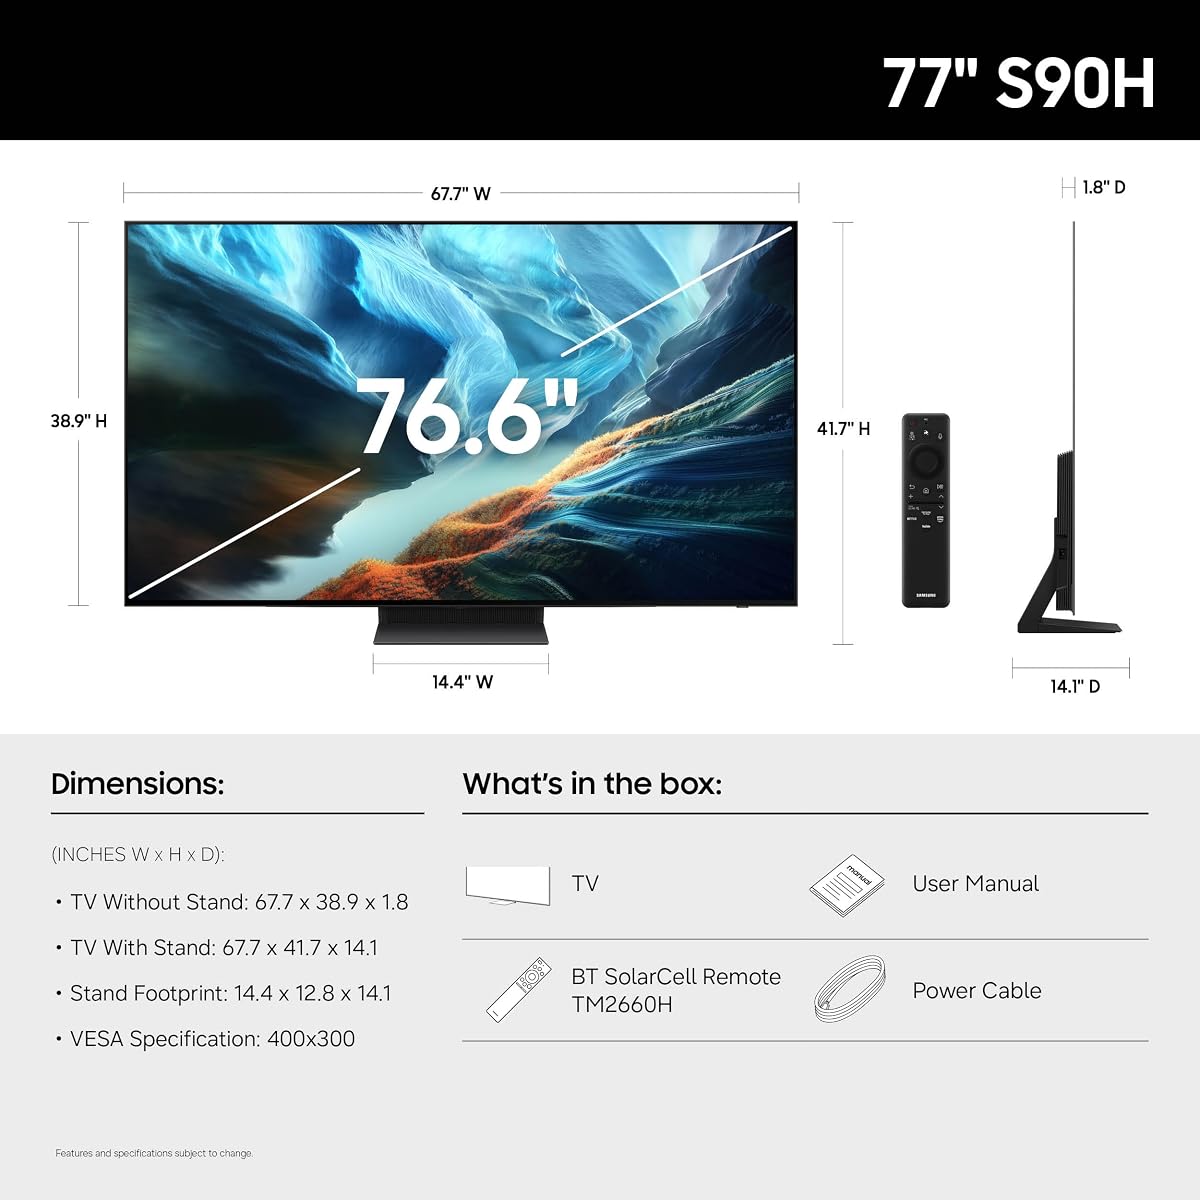 77" S90H
67.7" W
1.8" D
76.6"
38.9" H
41.7" H
SAMSUNG
14.4" W
14.1" D
Dimensions:
(INCHES W x H x D):
• TV Without Stand: 67.7 x 38.9 x 1.8
• TV With Stand: 67.7 x 41.7 x 14.1
• Stand Footprint: 14.4 x 12.8 x 14.1
• VESA Specification: 400x300
What's in the box:
TV
manual
User Manual
BT SolarCell Remote
TM2660H
Power Cable
Features and specifications subject to change.